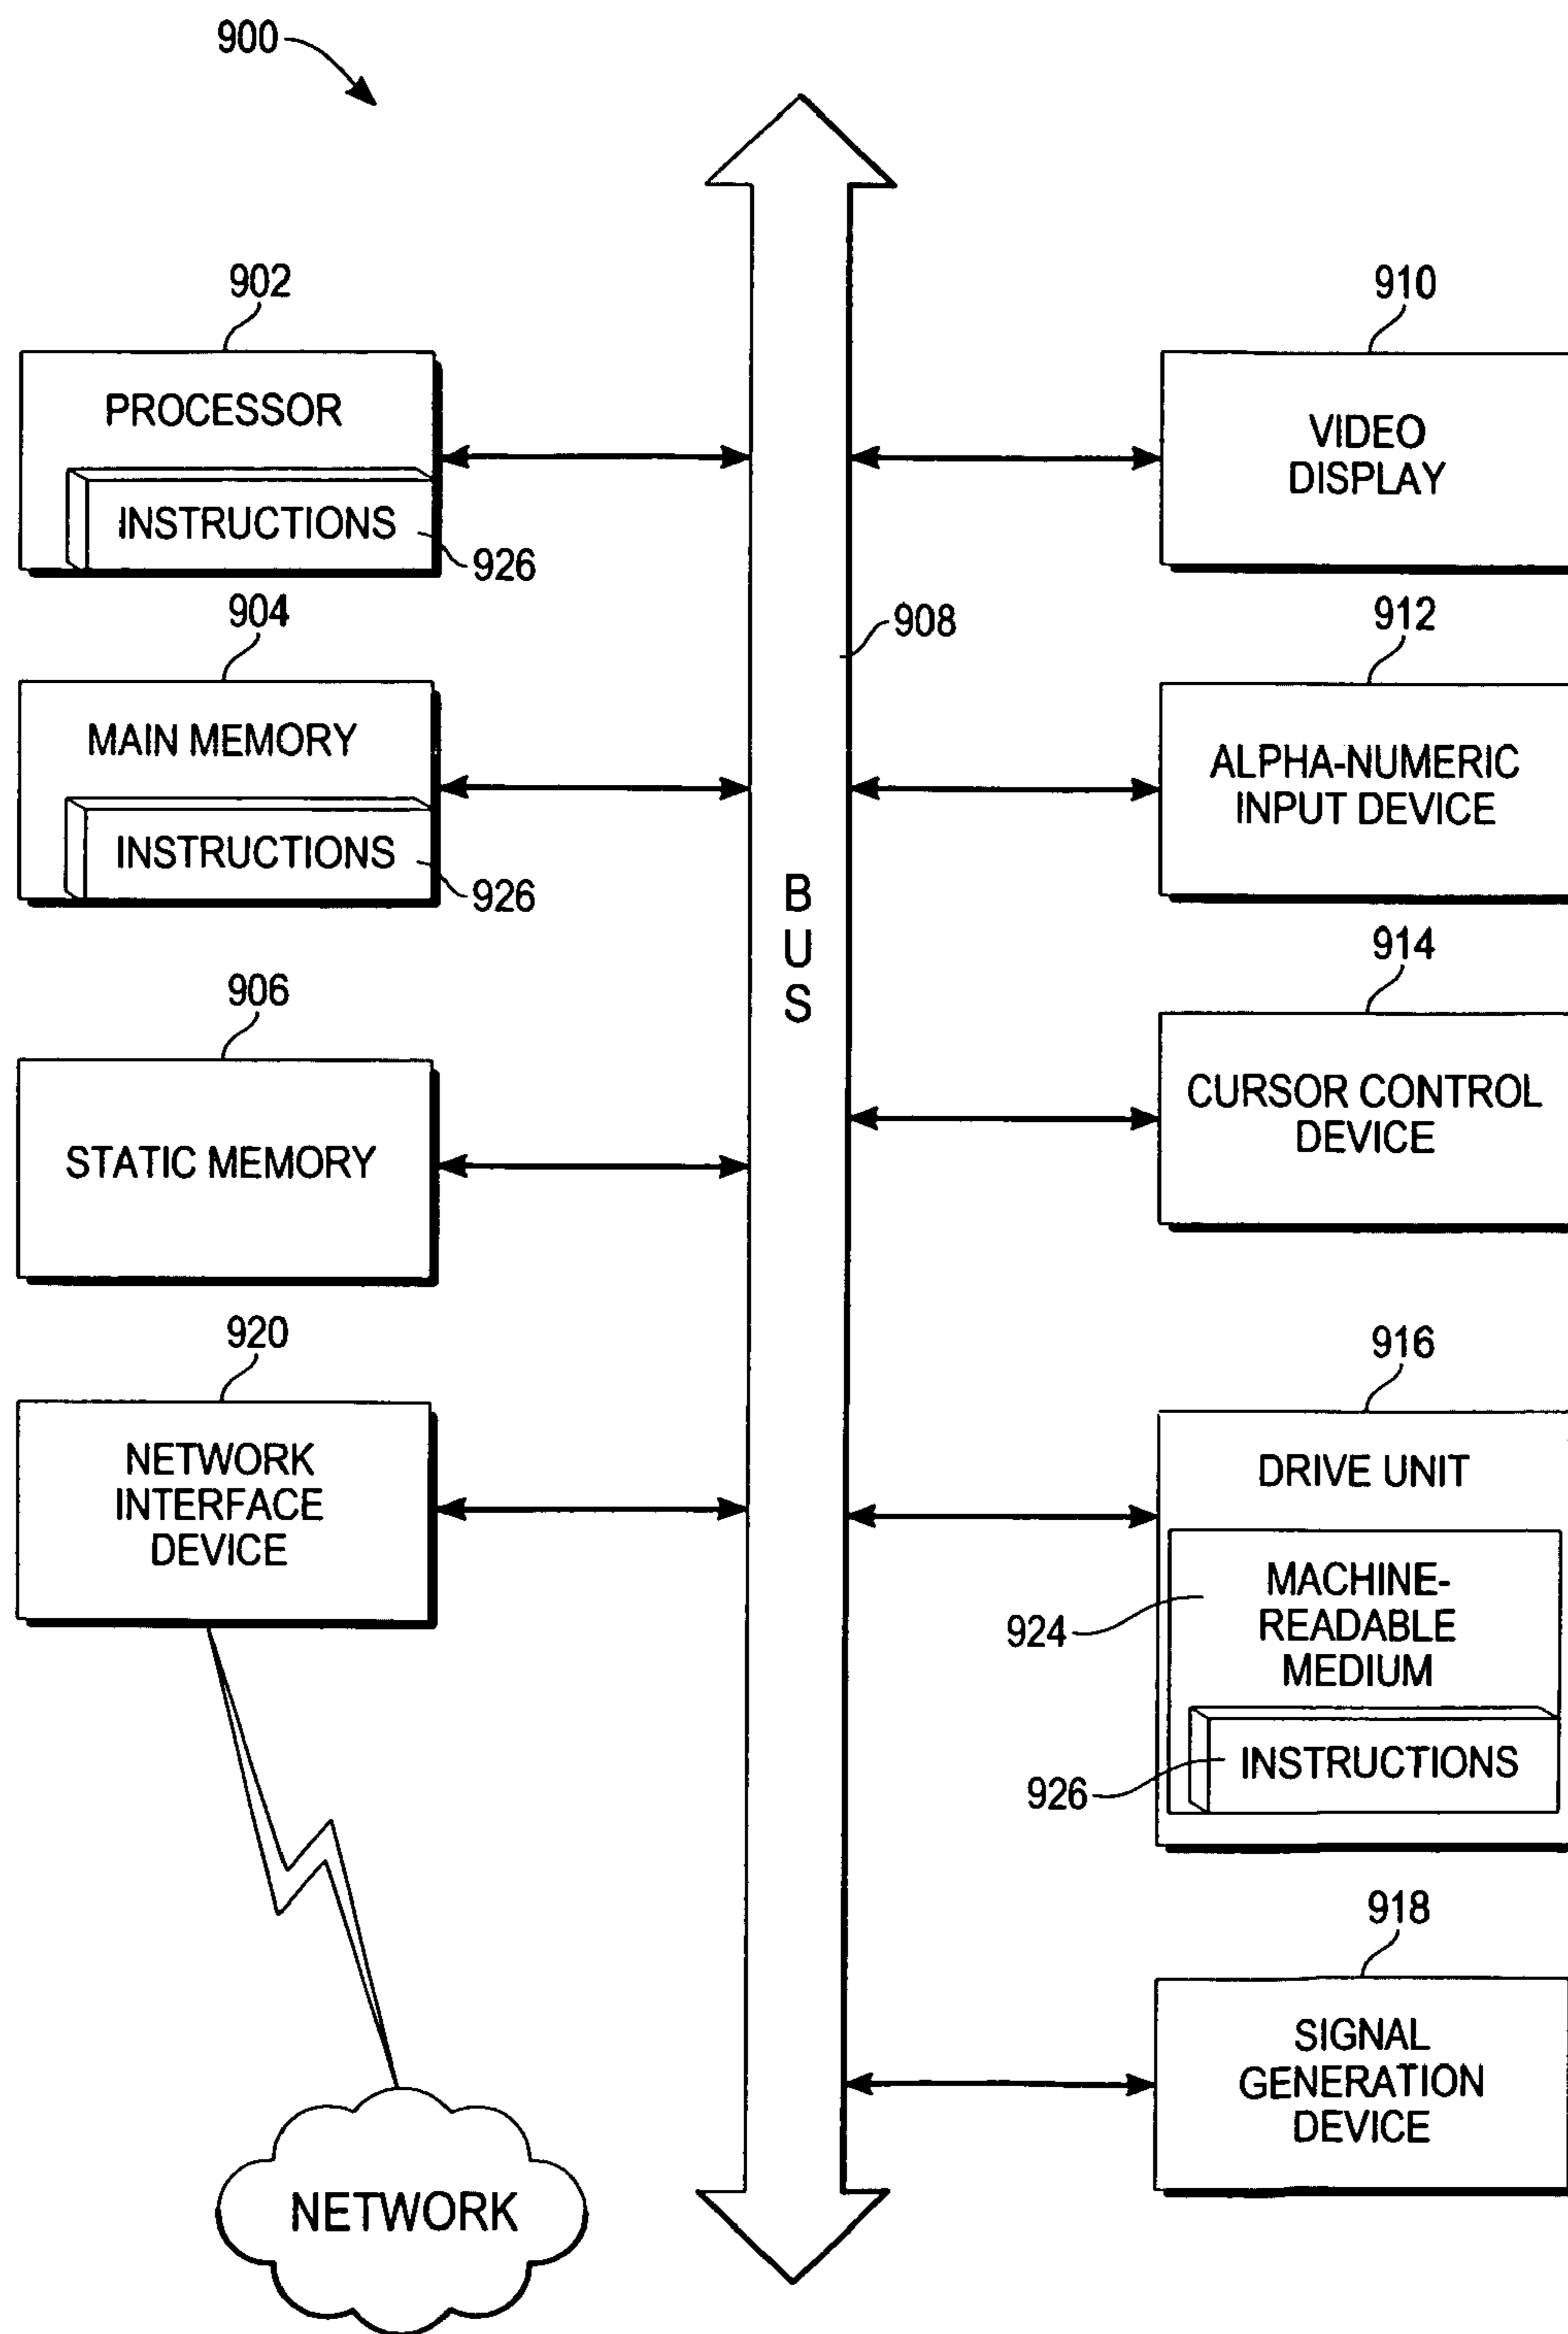 900
902
PROCESSOR
INSTRUCTIONS
926
904
MAIN MEMORY
INSTRUCTIONS
926
906
STATIC MEMORY
920
NETWORK
INTERFACE
DEVICE
NETWORK
B
U
S
908
910
VIDEO
DISPLAY
912
ALPHA-NUMERIC
INPUT DEVICE
914
CURSOR CONTROL
DEVICE
916
DRIVE UNIT
924
MACHINE-
READABLE
MEDIUM
926
INSTRUCTIONS
918
SIGNAL
GENERATION
DEVICE